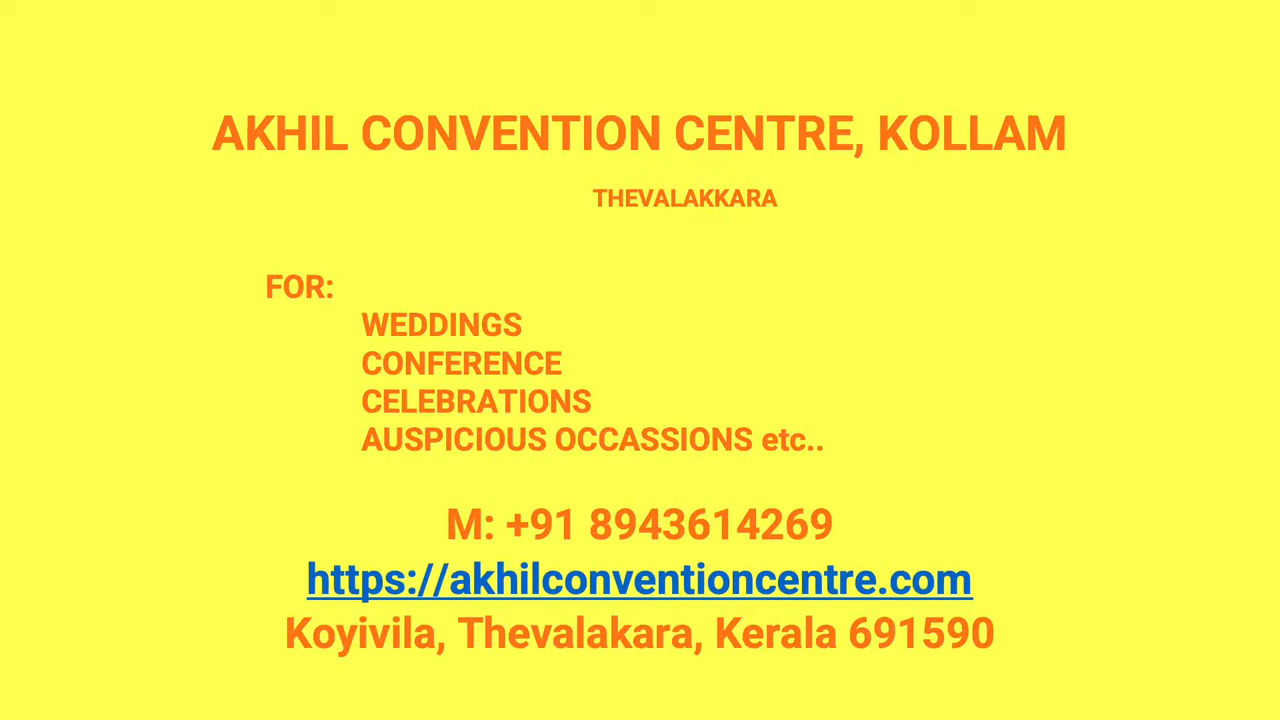 AKHIL CONVENTION CENTRE, KOLLAM
THEVALAKKARA
FOR:
WEDDINGS
CONFERENCE
CELEBRATIONS
AUSPICIOUS OCCASSIONS etc..
M: +91 8943614269
https://akhilconventioncentre.com
Koyivila, Thevalakara, Kerala 691590